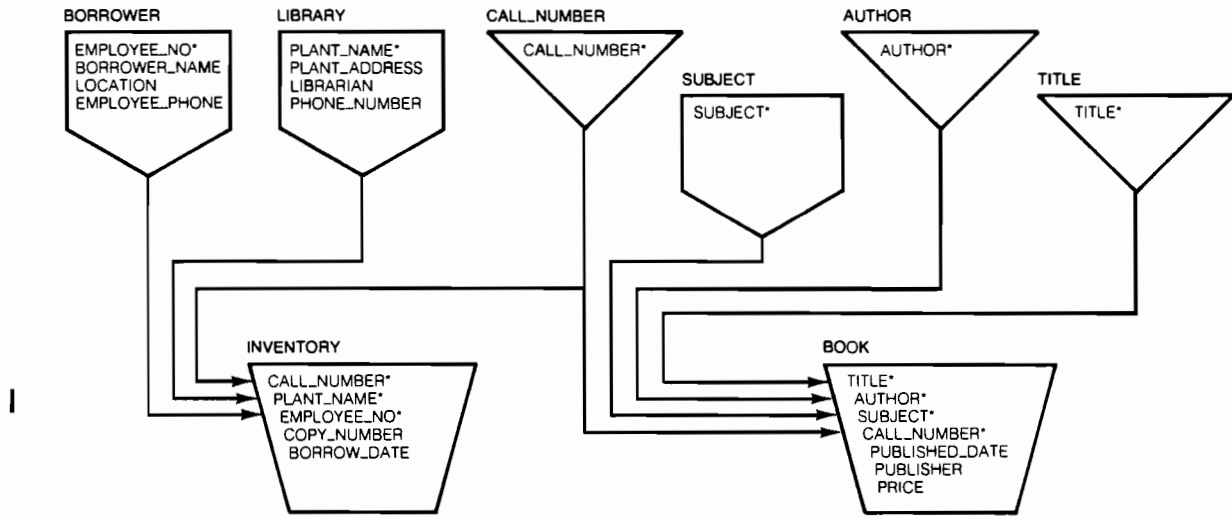 BORROWER
EMPLOYEE_NO*
BORROWER_NAME
LOCATION
EMPLOYEE_PHONE
LIBRARY
PLANT_NAME*
PLANT_ADDRESS
LIBRARIAN
PHONE_NUMBER
CALL_NUMBER
CALL_NUMBER*
SUBJECT
SUBJECT*
AUTHOR
AUTHOR*
TITLE
TITLE*
INVENTORY
CALL_NUMBER*
PLANT_NAME*
EMPLOYEE_NO*
COPY_NUMBER
BORROW_DATE
BOOK
TITLE*
AUTHOR*
SUBJECT*
CALL_NUMBER*
PUBLISHED_DATE
PUBLISHER
PRICE